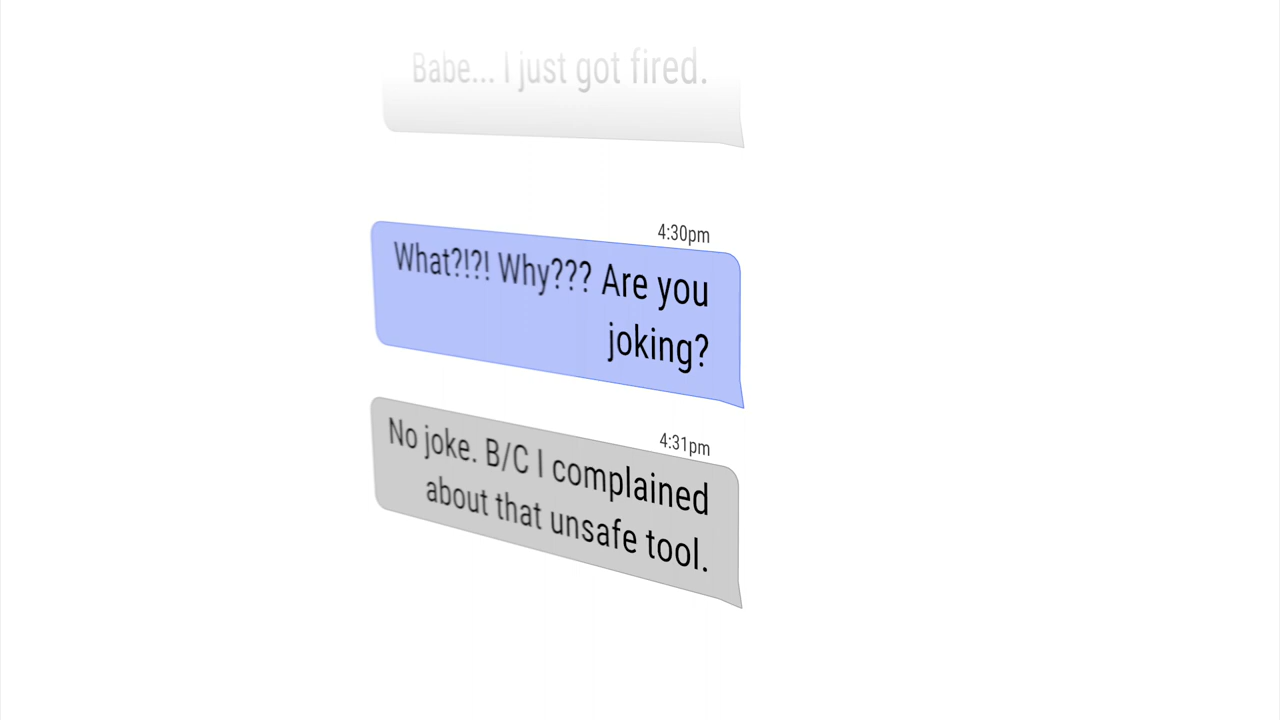 Babe... I just got fired.
4:30pm
What?!?! Why??? Are you
joking?
4:31pm
No joke. B/C I complained
about that unsafe tool.